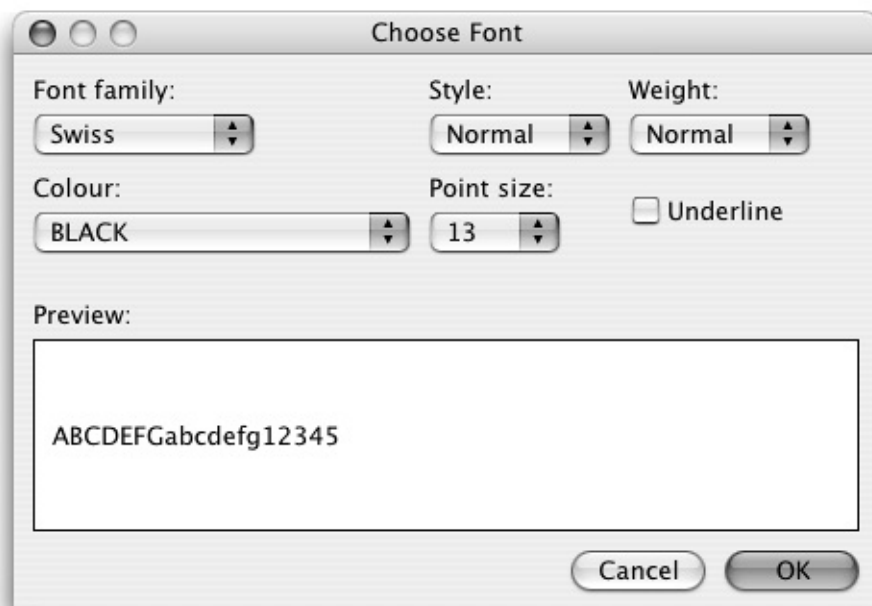 Choose Font
Font family: Style: Weight:
Swiss Normal Normal
Colour: Point size:
BLACK 13 Underline
Preview:
ABCDEFGabcdefg12345
Cancel OK